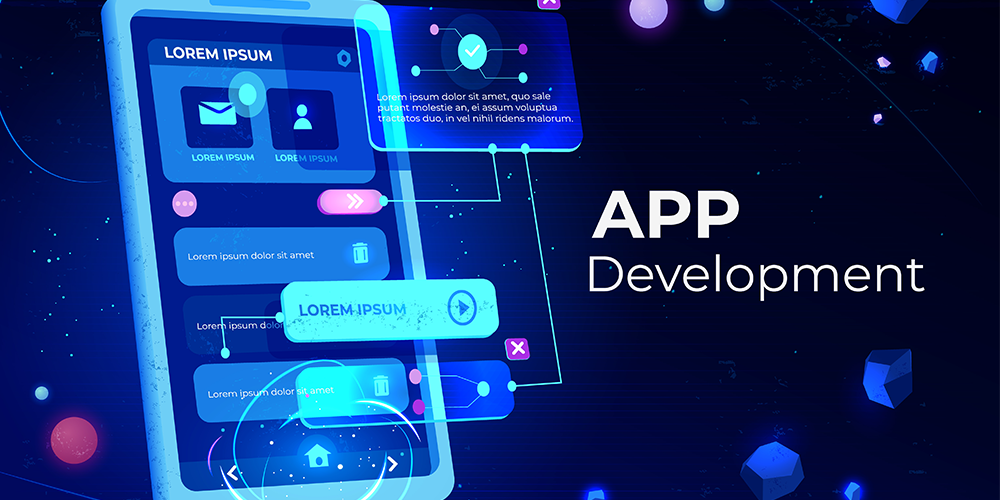 LOREM IPSUM
LOREM IPSUM
LOREM IPSUM
Lorem ipsum dolor sit amet, quo sale
putant molestie an, ei assum voluptua
tractatos duo, in vel nihil ridens malorum.
Lorem ipsum dolor sit amet
LOREM IPSUM
Lorem ipsum dolor
Lorem ipsum dolor sit amet
APP
Development